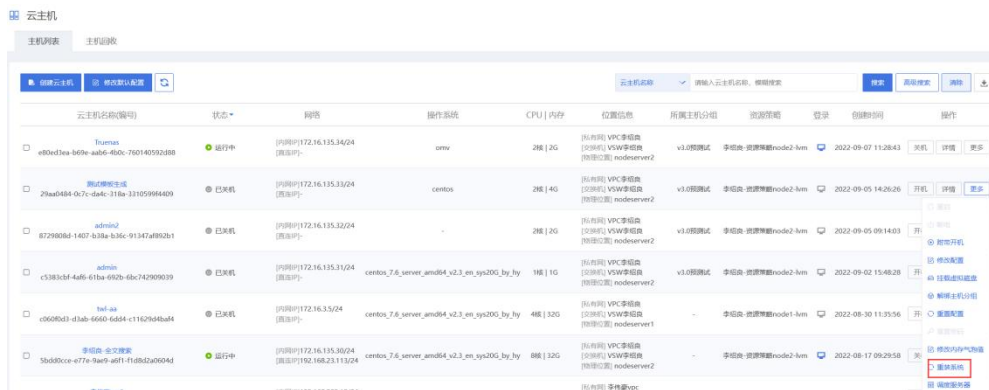 云主机
主机列表 主机回收
创建云主机 修改默认配置
云主机名称 请输入云主机名称，模糊搜索 搜索 高级搜索 清除
云主机名称(编号) 状态 网络 操作系统 CPU | 内存 位置信息 所属主机分组 资源策略 登录 创建时间 操作
Truenas
e80ed3ea-b69e-aab6-4b0c-760140592d88
运行中
[内网IP]172.16.135.34/24
[直连IP]-
omv
2核 | 2G
[私有网] VPC李绍良
[交换机] VSW李绍良
[物理位置] nodeserver2
v3.0预测试
李绍良-资源策略node2-lvm
2022-09-07 11:28:43
关机 详情 更多
测试模板生成
29aa0484-0c7c-da4c-318a-3310599f4409
已关机
[内网IP]172.16.135.33/24
[直连IP]-
centos
2核 | 4G
[私有网] VPC李绍良
[交换机] VSW李绍良
[物理位置] nodeserver2
v3.0预测试
李绍良-资源策略node2-lvm
2022-09-05 14:26:26
开机 详情 更多
admin2
8729808d-1407-b38a-b36c-91347af892b1
已关机
[内网IP]172.16.135.32/24
[直连IP]-
-
2核 | 2G
[私有网] VPC李绍良
[交换机] VSW李绍良
[物理位置] nodeserver2
v3.0预测试
李绍良-资源策略node2-lvm
2022-09-05 09:14:03
admin
c5383cbf-4af6-61ba-692b-6bc742909039
已关机
[内网IP]172.16.135.31/24
[直连IP]-
centos_7.6_server_amd64_v2.3_en_sys20G_by_hy
1核 | 1G
[私有网] VPC李绍良
[交换机] VSW李绍良
[物理位置] nodeserver2
v3.0预测试
李绍良-资源策略node2-lvm
2022-09-02 15:48:28
twl-aa
c060f0d3-d3ab-6660-6dd4-c11629d4baf4
已关机
[内网IP]172.16.3.5/24
[直连IP]-
centos_7.6_server_amd64_v2.3_en_sys20G_by_hy
4核 | 32G
[私有网] VPC李绍良
[交换机] VSW李绍良
[物理位置] nodeserver1
-
李绍良-资源策略node1-lvm
2022-08-30 11:35:56
李绍良-全文搜索
5bdd0cce-e77e-9ae9-a6f1-f1d8d2a0604d
运行中
[内网IP]172.16.135.30/24
[直连IP]192.168.23.113/24
centos_7.6_server_amd64_v2.3_en_sys20G_by_hy
8核 | 32G
[私有网] VPC李绍良
[交换机] VSW李绍良
[物理位置] nodeserver2
-
李绍良-资源策略node2-lvm
2022-08-17 09:29:58
附带开机
修改配置
挂载虚拟磁盘
解绑主机分组
重置配置
修改内存气泡值
重装系统
调度服务器